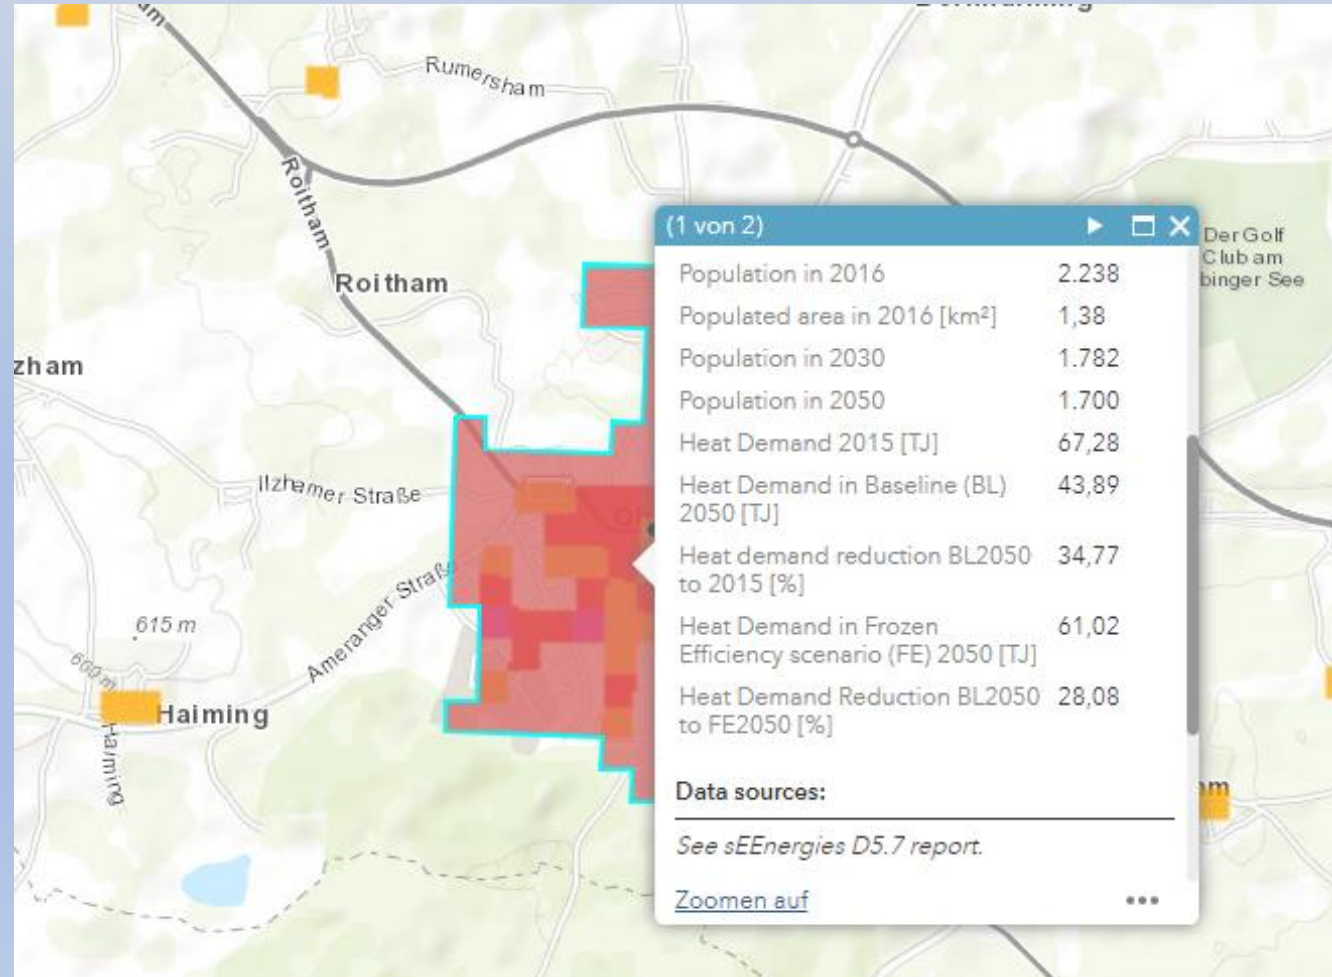 Rumersham
Roitham
Roitham
zham
Ilzhamer Straße
Ameranger Straße
615 m
600 m
Haiming
Haiming
Der Golf
Club am
binger See
(1 von 2)
Population in 2016 2.238
Populated area in 2016 [km²] 1,38
Population in 2030 1.782
Population in 2050 1.700
Heat Demand 2015 [TJ] 67,28
Heat Demand in Baseline (BL) 43,89
2050 [TJ]
Heat demand reduction BL2050 34,77
to 2015 [%]
Heat Demand in Frozen 61,02
Efficiency scenario (FE) 2050 [TJ]
Heat Demand Reduction BL2050 28,08
to FE2050 [%]
Data sources:
See sEEnergies D5.7 report.
Zoomen auf